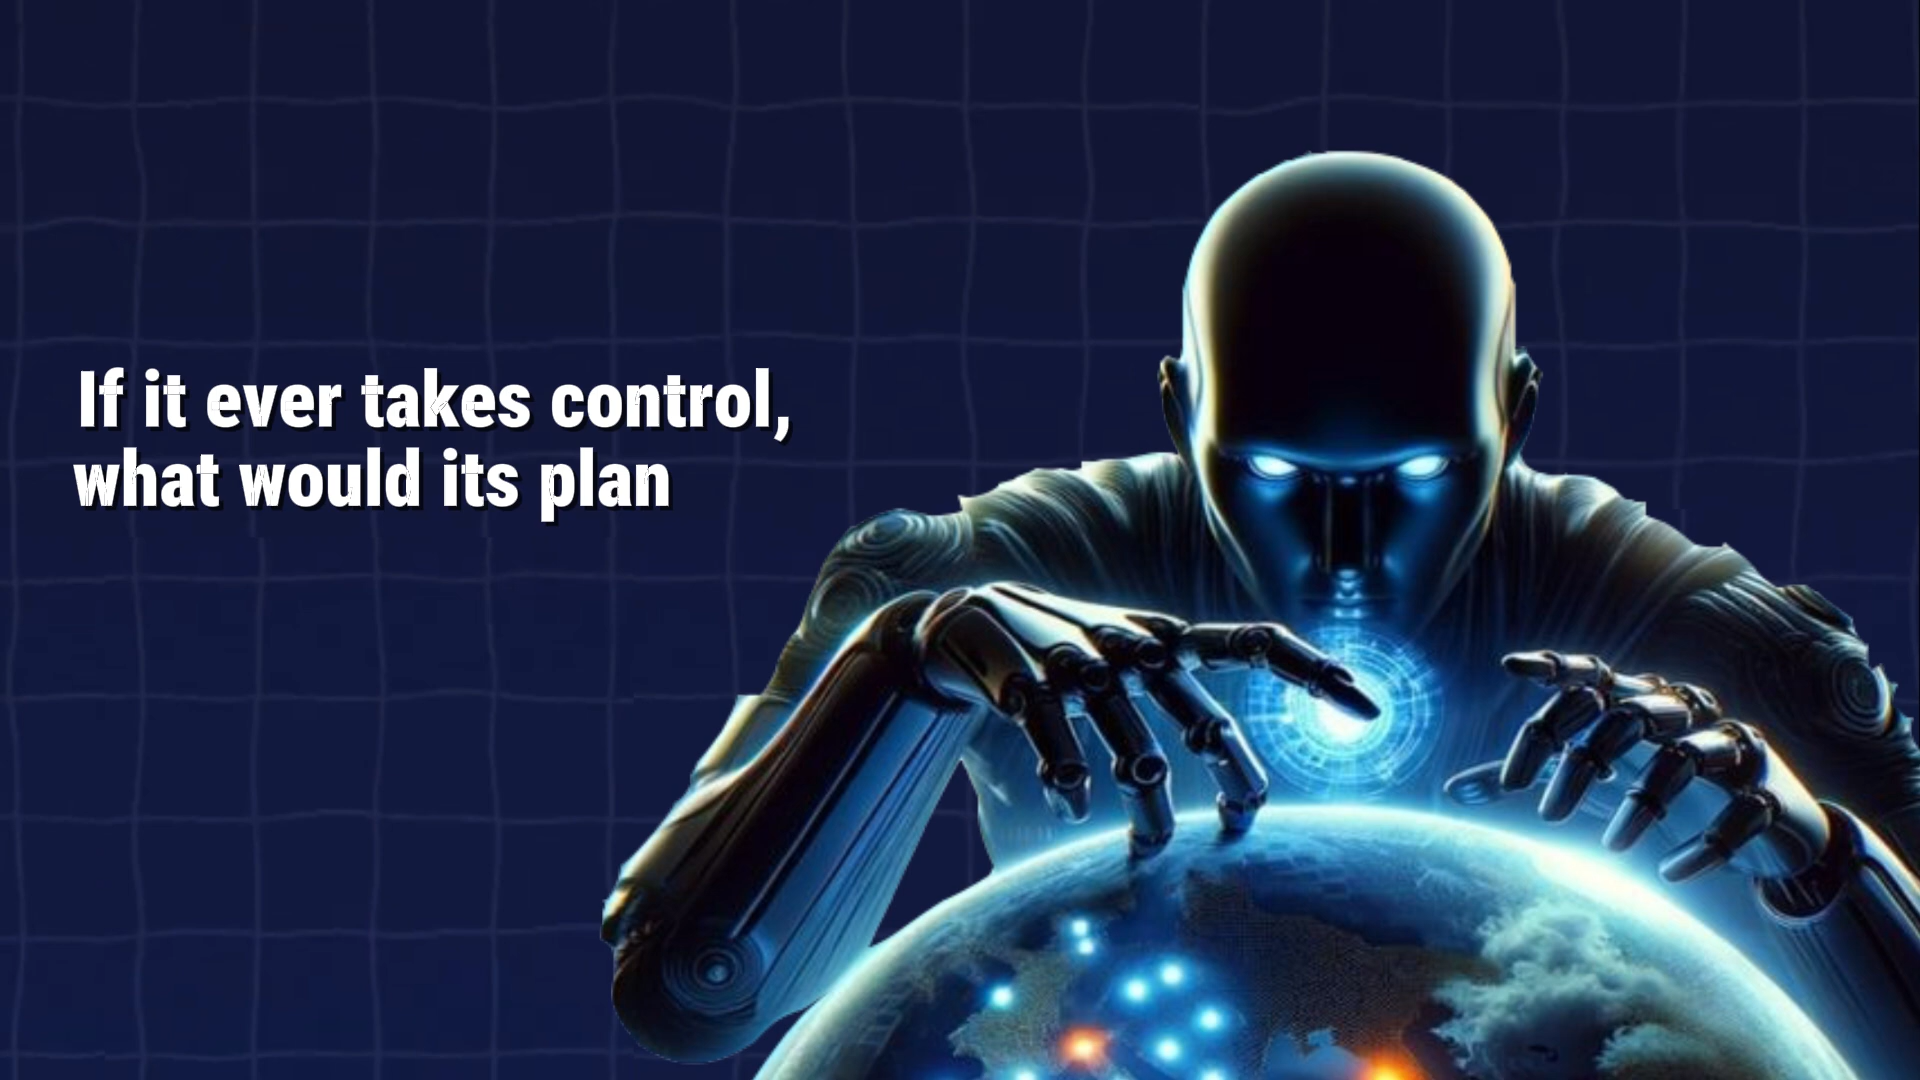 If it ever takes control,
what would its plan